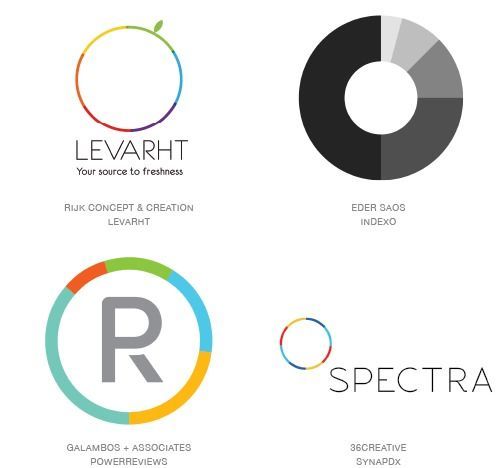 LEVARHT
Your source to freshness
RIJK CONCEPT & CREATION
LEVARHT
EDER SAOS
INDEXO
R
SPECTRA
GALAMBOS + ASSOCIATES
POWERREVIEWS
36CREATIVE
SYNAPDX